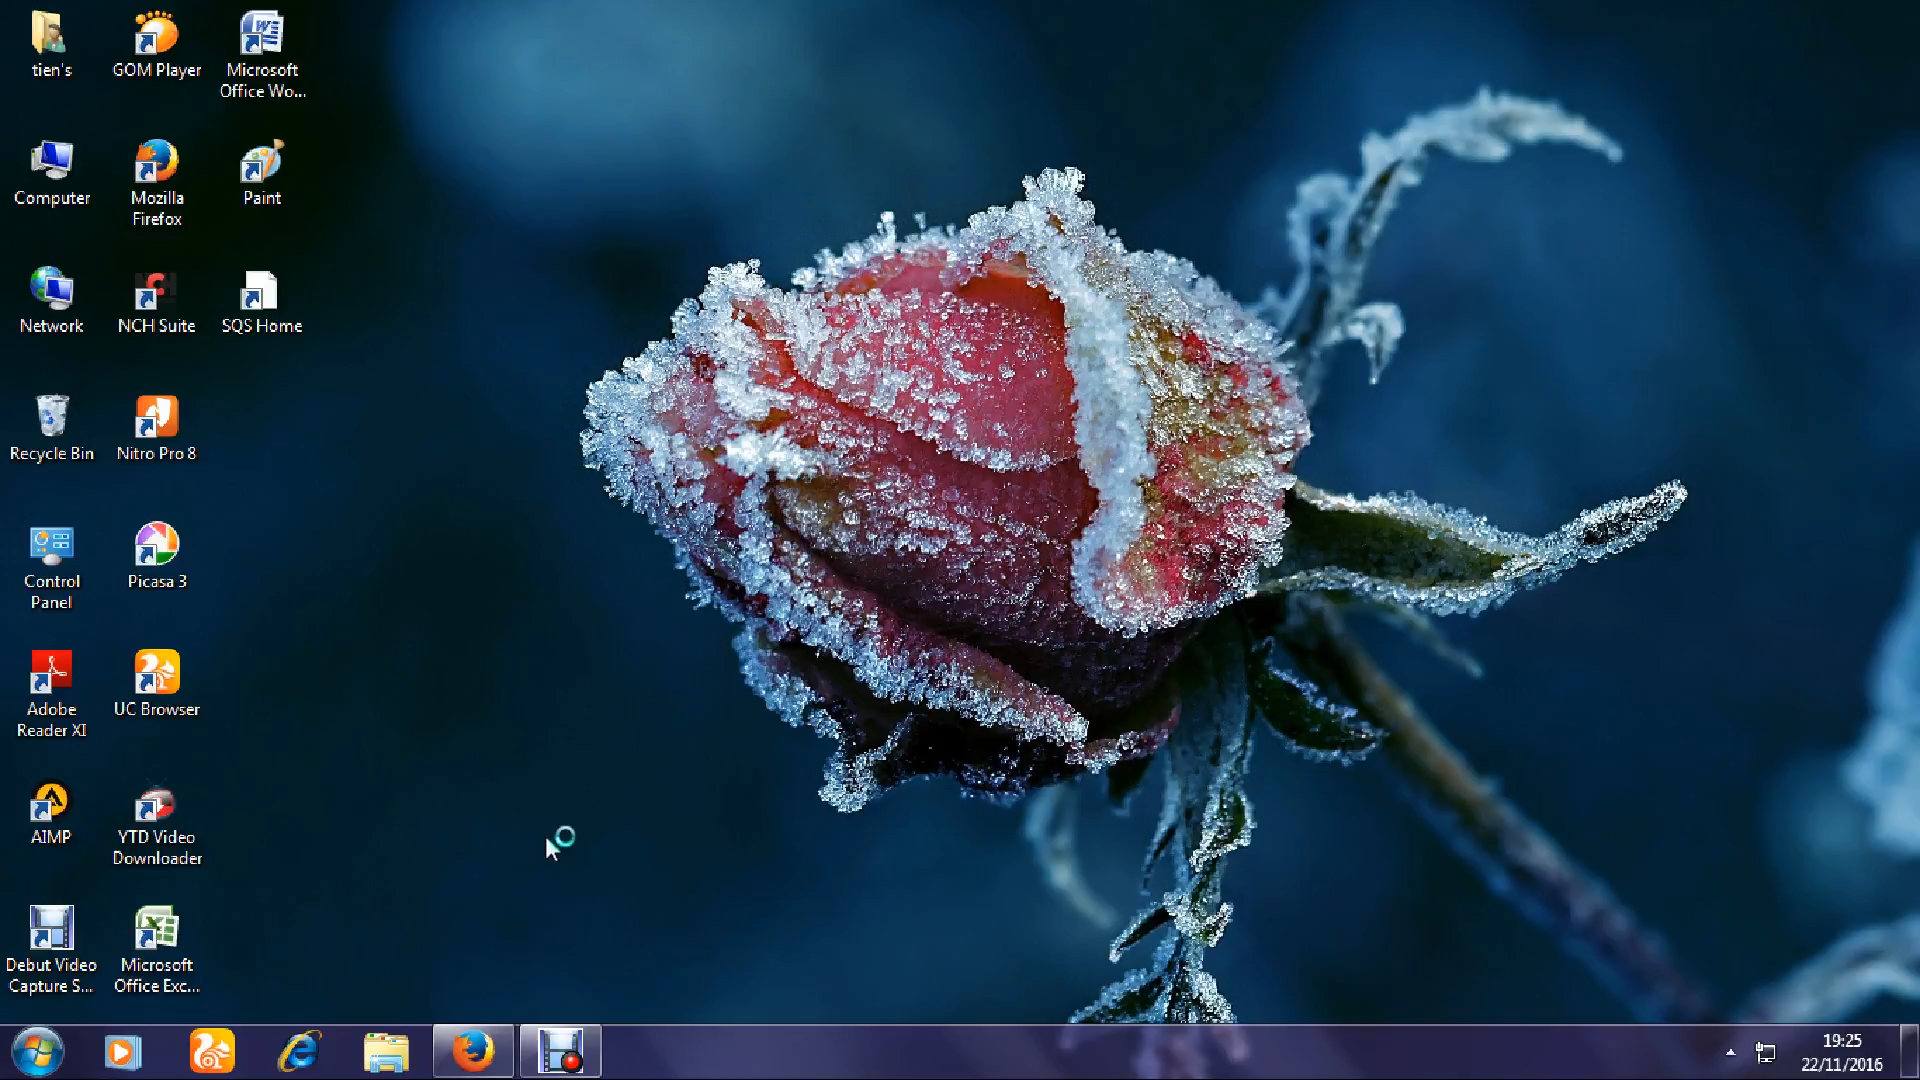 tien's
GOM Player
Microsoft
Office Wo...
Computer
Mozilla
Firefox
Paint
Network
NCH Suite
SQS Home
Recycle Bin
Nitro Pro 8
Control
Panel
Picasa 3
Adobe
Reader XI
UC Browser
AIMP
YTD Video
Downloader
Debut Video
Capture S...
Microsoft
Office Exc...
19:25
22/11/2016